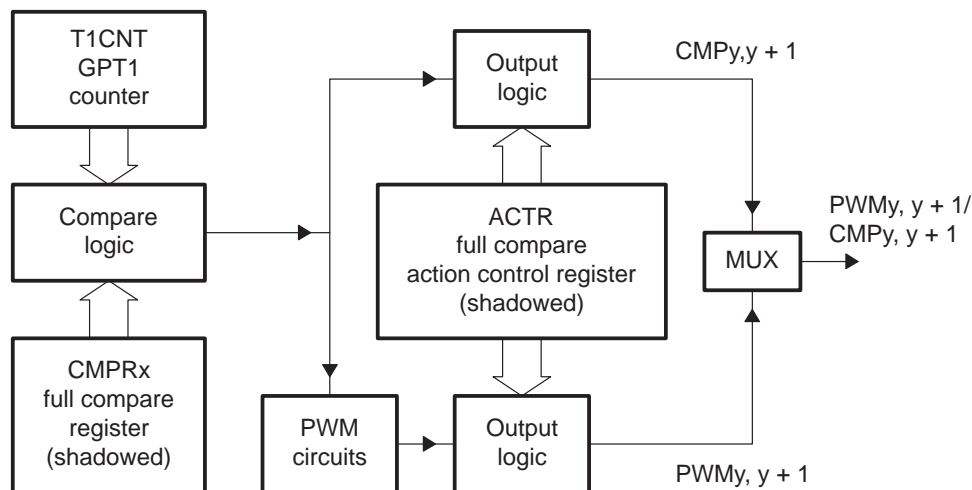 T1CNT
GPT1
counter
Compare
logic
CMPRx
full compare
register
(shadowed)
Output
logic
CMPy,y + 1
ACTR
full compare
action control register
(shadowed)
PWM
circuits
Output
logic
PWMy, y + 1
MUX
PWMy, y + 1/
CMPy, y + 1